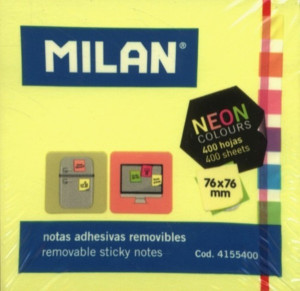 MILAN®
NEON
COLOURS
400 hojas
400 sheets
76x76
mm
notas adhesivas removibles
removable sticky notes
Cod. 4155400